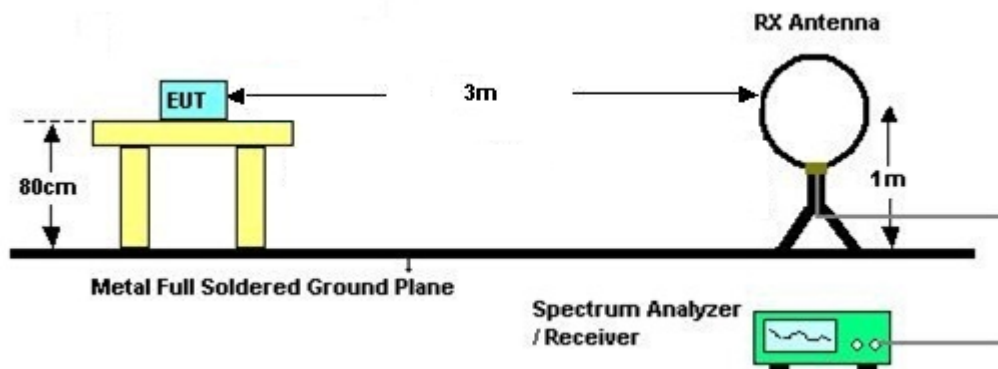 RX Antenna
EUT
3m
80cm
1m
Metal Full Soldered Ground Plane
Spectrum Analyzer
/ Receiver